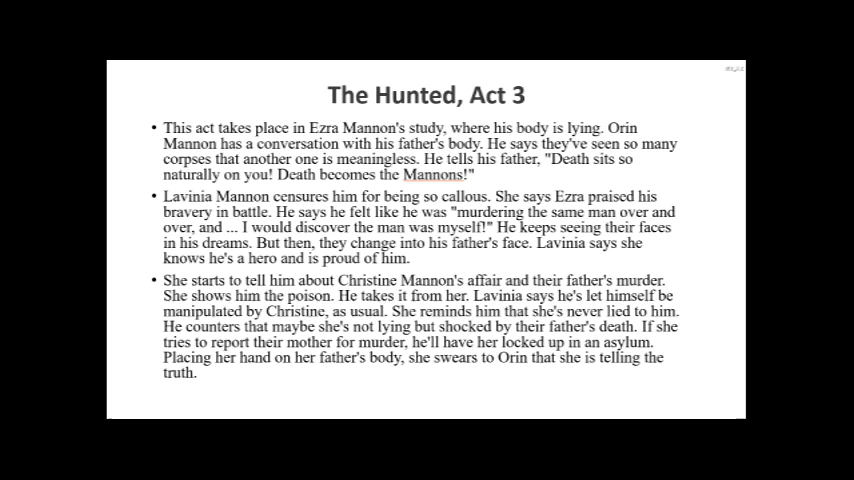 The Hunted, Act 3
• This act takes place in Ezra Mannon's study, where his body is lying. Orin
Mannon has a conversation with his father's body. He says they've seen so many
corpses that another one is meaningless. He tells his father, "Death sits so
naturally on you! Death becomes the Mannons!"
• Lavinia Mannon censures him for being so callous. She says Ezra praised his
bravery in battle. He says he felt like he was "murdering the same man over and
over, and ... I would discover the man was myself!" He keeps seeing their faces
in his dreams. But then, they change into his father's face. Lavinia says she
knows he's a hero and is proud of him.
• She starts to tell him about Christine Mannon's affair and their father's murder.
She shows him the poison. He takes it from her. Lavinia says he's let himself be
manipulated by Christine, as usual. She reminds him that she's never lied to him.
He counters that maybe she's not lying but shocked by their father's death. If she
tries to report their mother for murder, he'll have her locked up in an asylum.
Placing her hand on her father's body, she swears to Orin that she is telling the
truth.